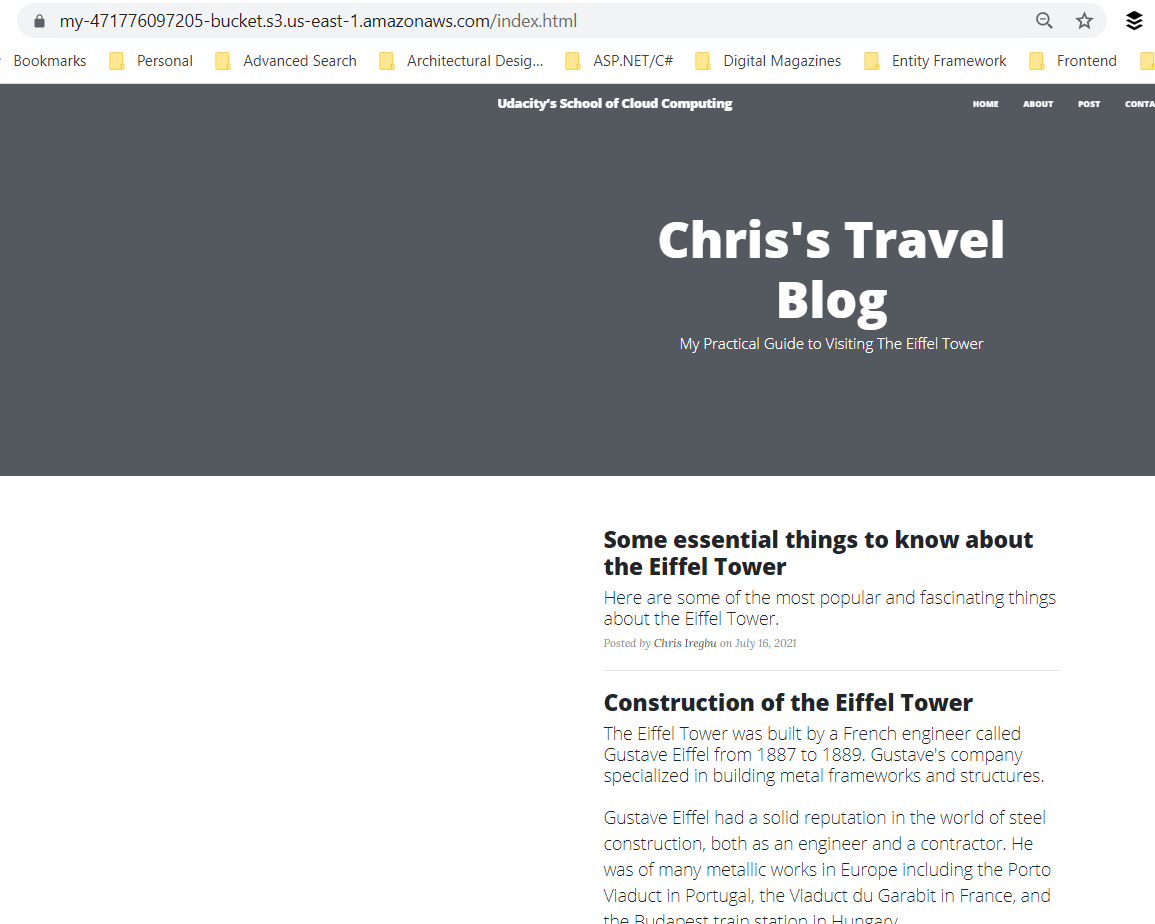 my-471776097205-bucket.s3.us-east-1.amazonaws.com/index.html
Bookmarks Personal Advanced Search Architectural Desig... ASP.NET/C# Digital Magazines Entity Framework Frontend
Udacity's School of Cloud Computing HOME ABOUT POST CONTA
Chris's Travel
Blog
My Practical Guide to Visiting The Eiffel Tower
Some essential things to know about
the Eiffel Tower
Here are some of the most popular and fascinating things
about the Eiffel Tower.
Posted by Chris Iregbu on July 16, 2021
Construction of the Eiffel Tower
The Eiffel Tower was built by a French engineer called
Gustave Eiffel from 1887 to 1889. Gustave's company
specialized in building metal frameworks and structures.
Gustave Eiffel had a solid reputation in the world of steel
construction, both as an engineer and a contractor. He
was of many metallic works in Europe including the Porto
Viaduct in Portugal, the Viaduct du Garabit in France, and
the Budapest train station in Hungary.